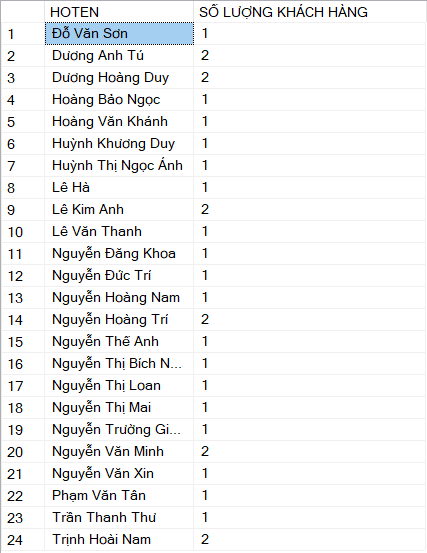 HOTEN SỐ LƯỢNG KHÁCH HÀNG
1 Đỗ Văn Sơn 1
2 Dương Anh Tú 2
3 Dương Hoàng Duy 2
4 Hoàng Bảo Ngọc 1
5 Hoàng Văn Khánh 1
6 Huỳnh Khương Duy 1
7 Huỳnh Thị Ngọc Ánh 1
8 Lê Hà 1
9 Lê Kim Anh 2
10 Lê Văn Thanh 1
11 Nguyễn Đăng Khoa 1
12 Nguyễn Đức Trí 1
13 Nguyễn Hoàng Nam 1
14 Nguyễn Hoàng Trí 2
15 Nguyễn Thế Anh 1
16 Nguyễn Thị Bích N... 1
17 Nguyễn Thị Loan 1
18 Nguyễn Thị Mai 1
19 Nguyễn Trường Gi... 1
20 Nguyễn Văn Minh 2
21 Nguyễn Văn Xin 1
22 Phạm Văn Tân 1
23 Trần Thanh Thư 1
24 Trịnh Hoài Nam 2